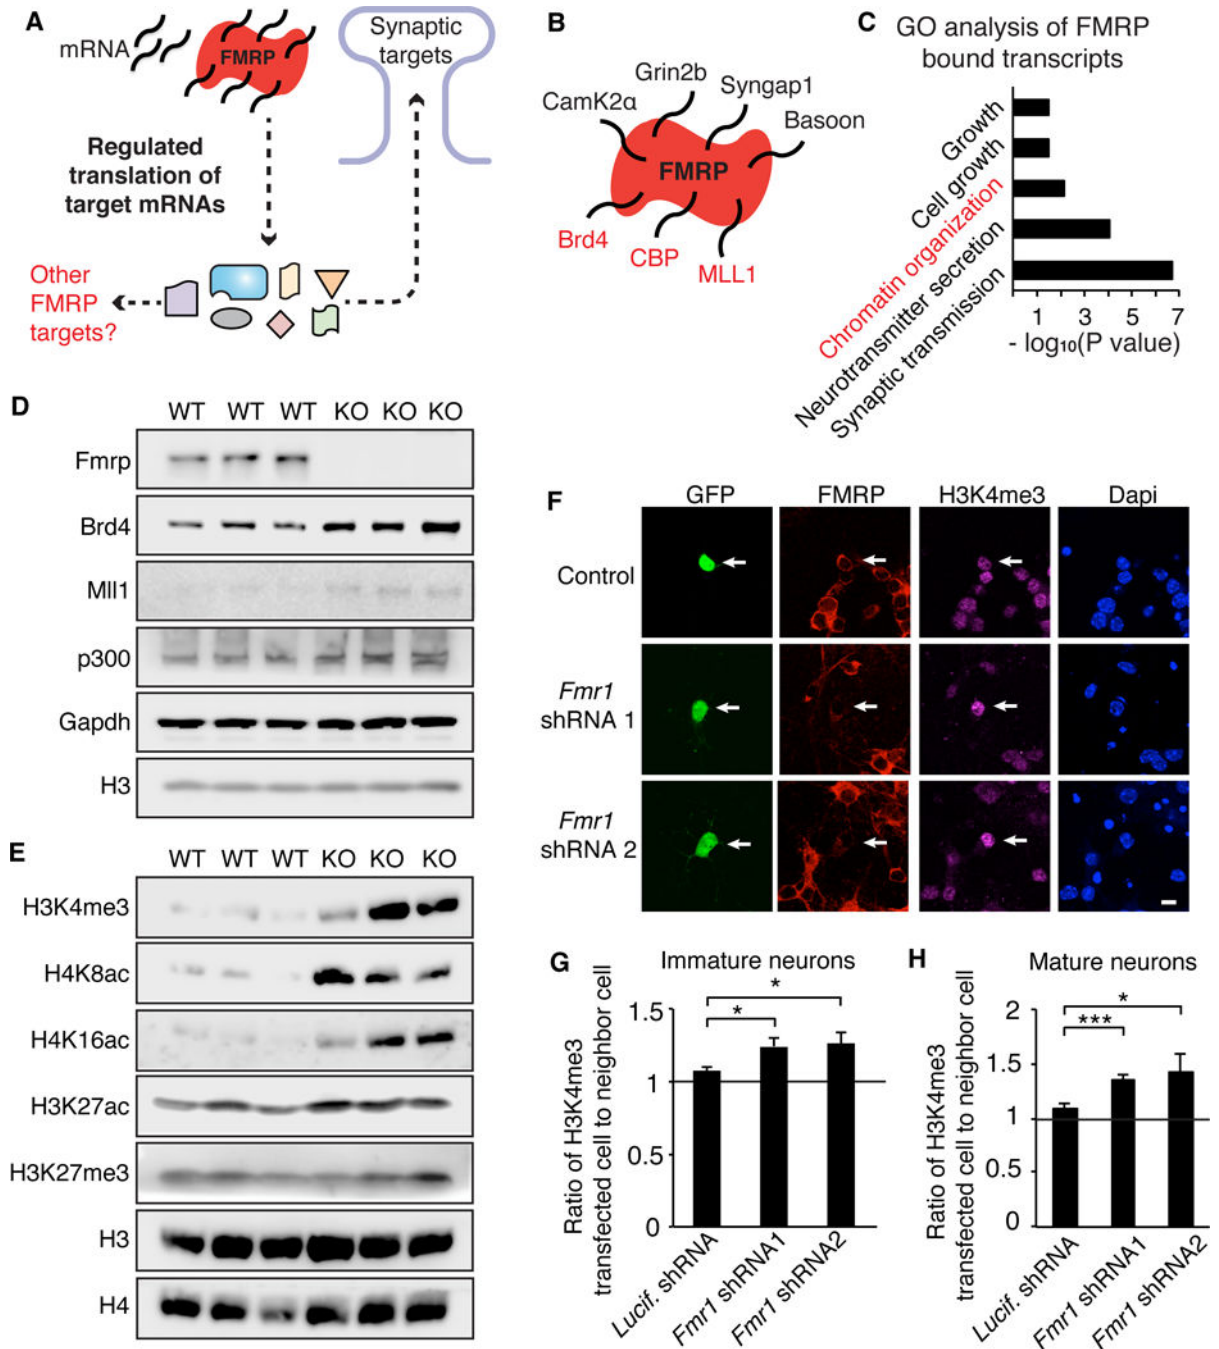 A
mRNA
FMRP
Synaptic
targets
Regulated
translation of
target mRNAs
Other
FMRP
targets?
B
Grin2b
Syngap1
CamK2α
Basoon
FMRP
Brd4
CBP
MLL1
C
GO analysis of FMRP
bound transcripts
Growth
Cell growth
Chromatin organization
Neurotransmitter secretion
Synaptic transmission
1 3 5 7
- log₁₀(P value)
D
WT WT WT KO KO KO
Fmrp
Brd4
Mll1
p300
Gapdh
H3
E
WT WT WT KO KO KO
H3K4me3
H4K8ac
H4K16ac
H3K27ac
H3K27me3
H3
H4
F
GFP FMRP H3K4me3 Dapi
Control
Fmr1
shRNA 1
Fmr1
shRNA 2
G
Immature neurons
Ratio of H3K4me3
transfected cell to neighbor cell
1.5
1
0.5
0
*
*
Lucif. shRNA
Fmr1 shRNA1
Fmr1 shRNA2
H
Mature neurons
Ratio of H3K4me3
transfected cell to neighbor cell
2
1.5
1
0.5
0
*
***
Lucif. shRNA
Fmr1 shRNA1
Fmr1 shRNA2